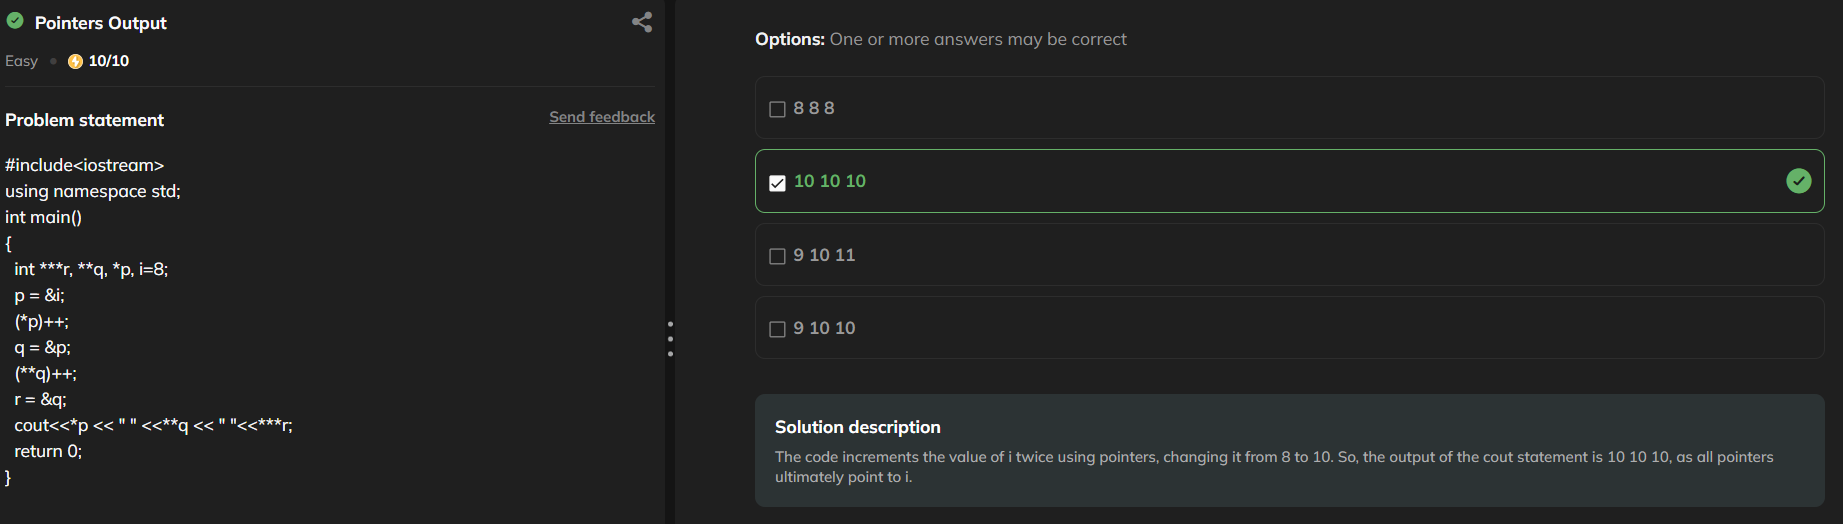 Pointers Output
Easy 10/10
Problem statement
Send feedback
#include<iostream>
using namespace std;
int main()
{
int ***r, **q, *p, i=8;
p = &i;
(*p)++;
q = &p;
(**q)++;
r = &q;
cout<<*p << " " <<**q << " "<<***r;
return 0;
}
Options: One or more answers may be correct
8 8 8
10 10 10
9 10 11
9 10 10
Solution description
The code increments the value of i twice using pointers, changing it from 8 to 10. So, the output of the cout statement is 10 10 10, as all pointers
ultimately point to i.